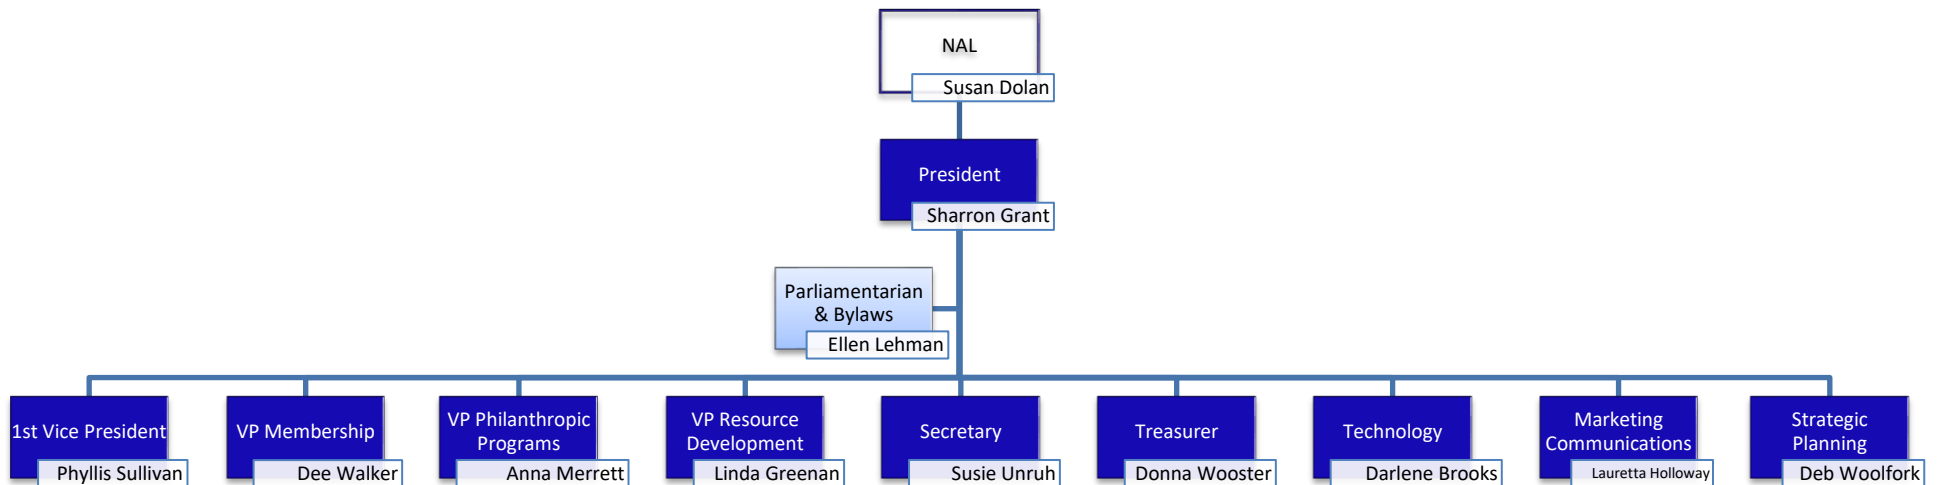 NAL
Susan Dolan
President
Sharron Grant
Parliamentarian
& Bylaws
Ellen Lehman
1st Vice President
Phyllis Sullivan
VP Membership
Dee Walker
VP Philanthropic
Programs
Anna Merrett
VP Resource
Development
Linda Greenan
Secretary
Susie Unruh
Treasurer
Donna Wooster
Technology
Darlene Brooks
Marketing
Communications
Lauretta Holloway
Strategic
Planning
Deb Woolfork